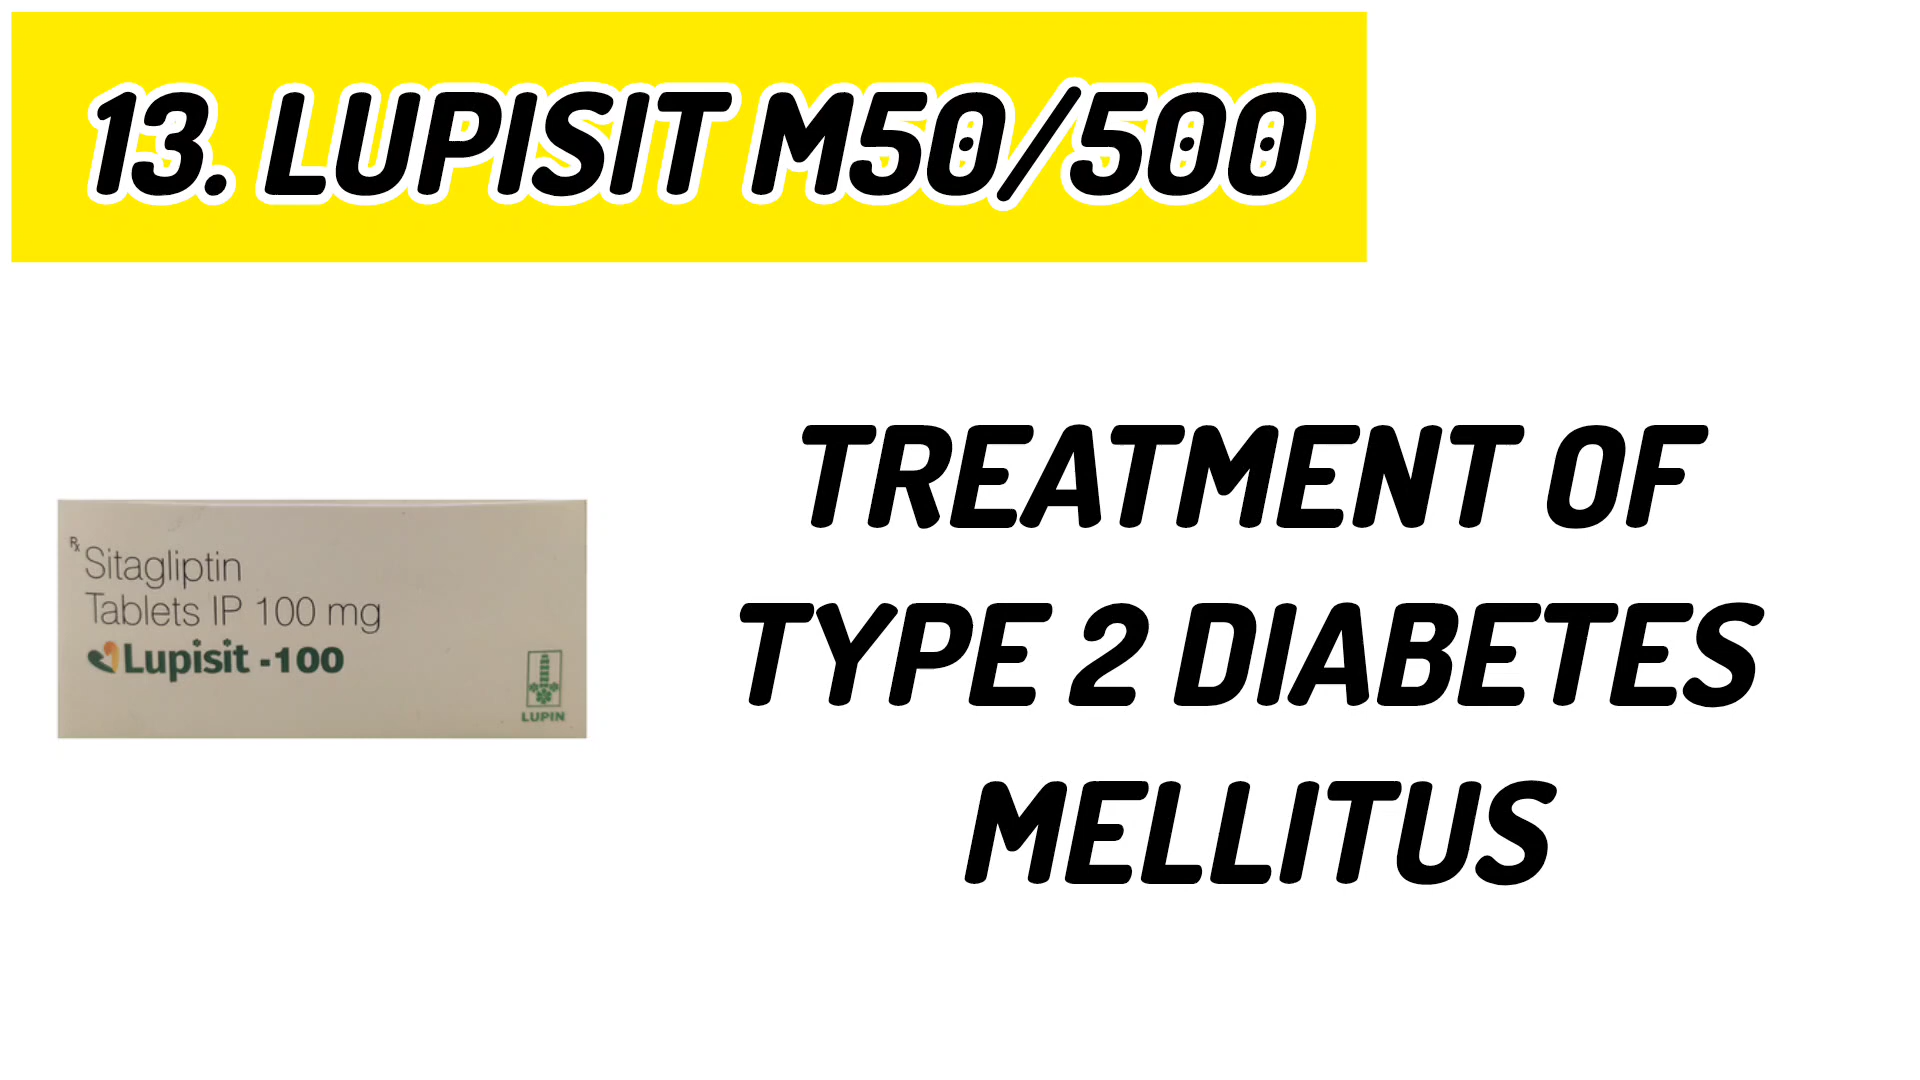 13. LUPISIT M50/500
TREATMENT OF
TYPE 2 DIABETES
MELLITUS
Rx
Sitagliptin
Tablets IP 100 mg
Lupisit -100
LUPIN